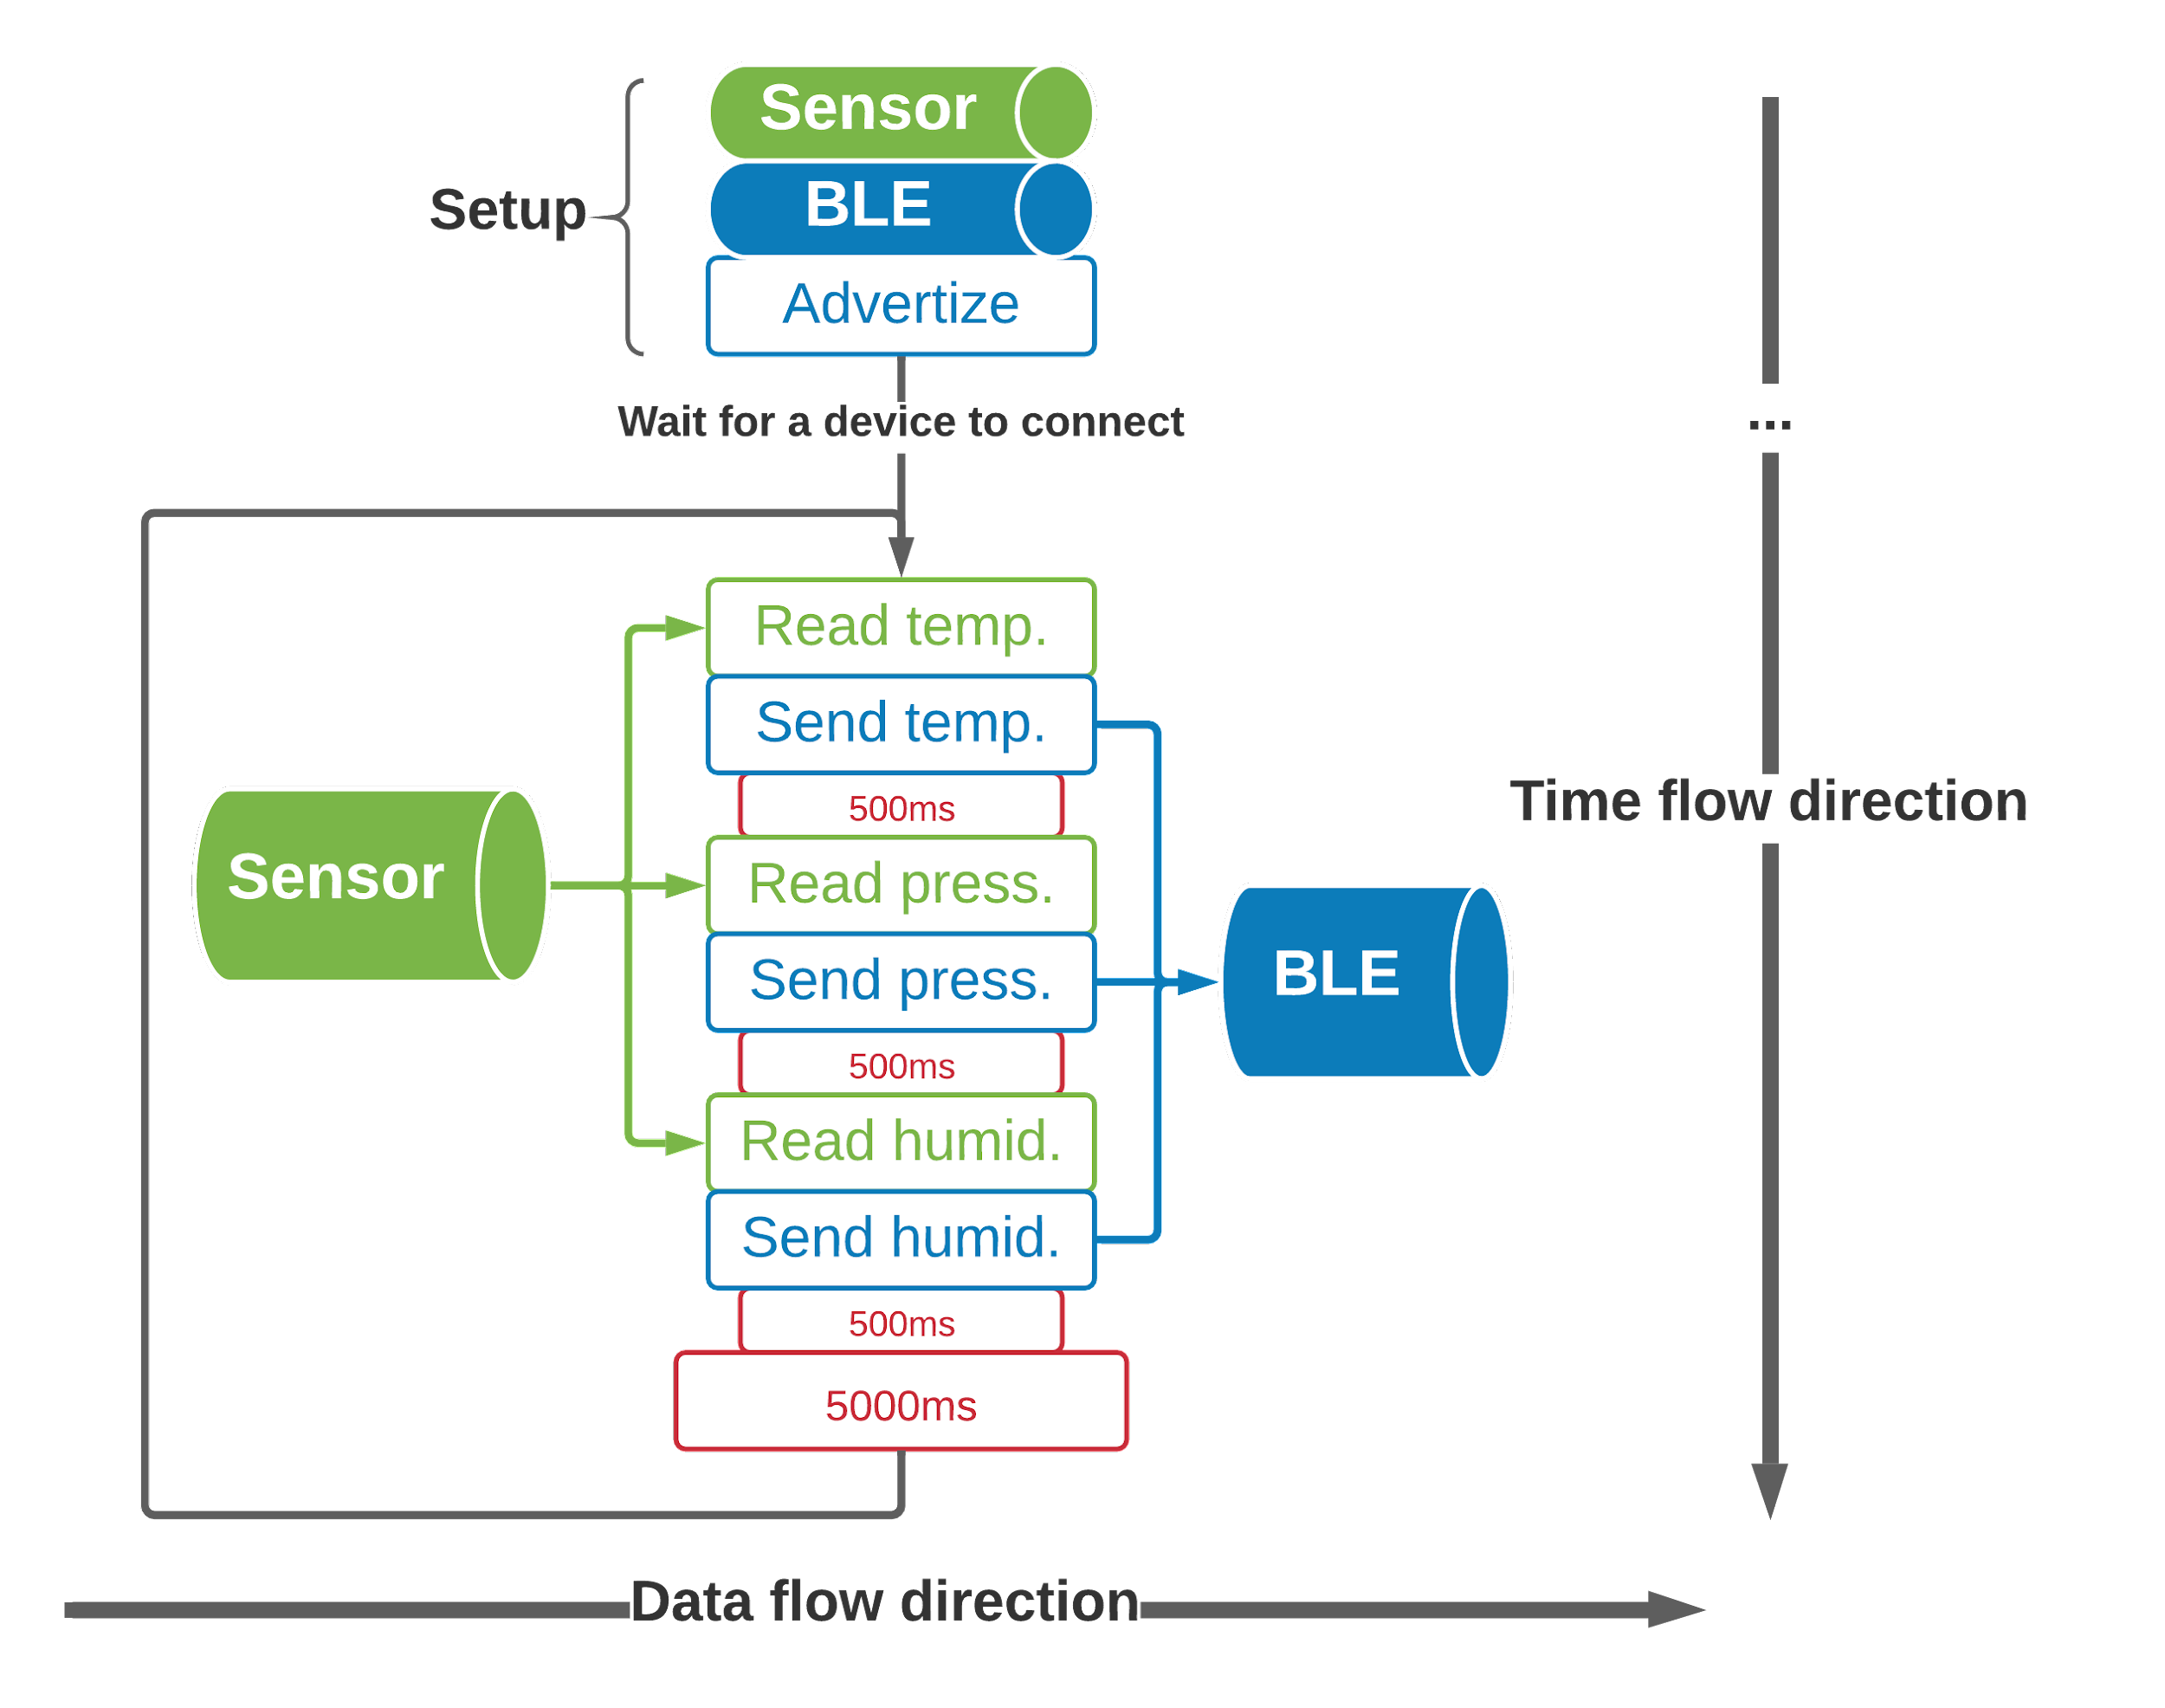 Sensor
BLE
Setup
Advertize
Wait for a device to connect
...
Read temp.
Send temp.
500ms
Time flow direction
Sensor
Read press.
Send press.
BLE
500ms
Read humid.
Send humid.
500ms
5000ms
Data flow direction